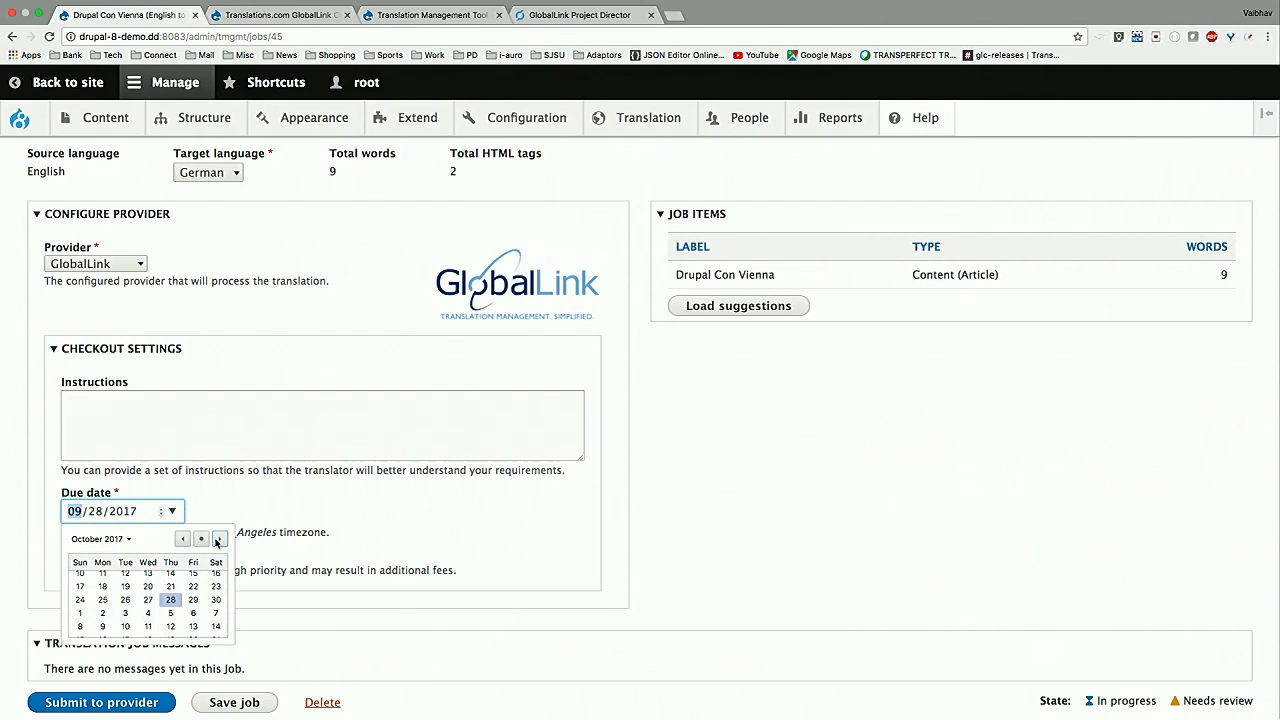 Drupal Con Vienna (English to
Translations.com GlobalLink C
Translation Management Tool
GlobalLink Project Director
Vaibhav
drupal-8-demo.dd:8083/admin/tmgmt/jobs/45
Apps
Bank
Tech
Connect
Mail
Misc
News
Shopping
Sports
PD
i-auro
SJSU
Adaptors
JSON Editor Online...
YouTube
Google Maps
TRANSPERFECT TR...
glc-releases | Trans...
Back to site
Manage
Shortcuts
root
Content
Structure
Appearance
Extend
Configuration
Translation
People
Reports
Help
Source language
English
Target language *
German
Total words
9
Total HTML tags
2
CONFIGURE PROVIDER
Provider *
GlobalLink
The configured provider that will process the translation.
GlobalLink
TRANSLATION MANAGEMENT. SIMPLIFIED.
CHECKOUT SETTINGS
Instructions
You can provide a set of instructions so that the translator will better understand your requirements.
Due date *
09/28/2017
Angeles timezone.
October 2017
Sun Mon Tue Wed Thu Fri Sat
10 11 12 13 14 15 16
17 18 19 20 21 22 23
24 25 26 27 28 29 30
1 2 3 4 5 6 7
8 9 10 11 12 13 14
gh priority and may result in additional fees.
JOB ITEMS
LABEL TYPE WORDS
Drupal Con Vienna Content (Article) 9
Load suggestions
TRANSLATION JOB MESSAGES
There are no messages yet in this Job.
Submit to provider
Save job
Delete
State: In progress Needs review